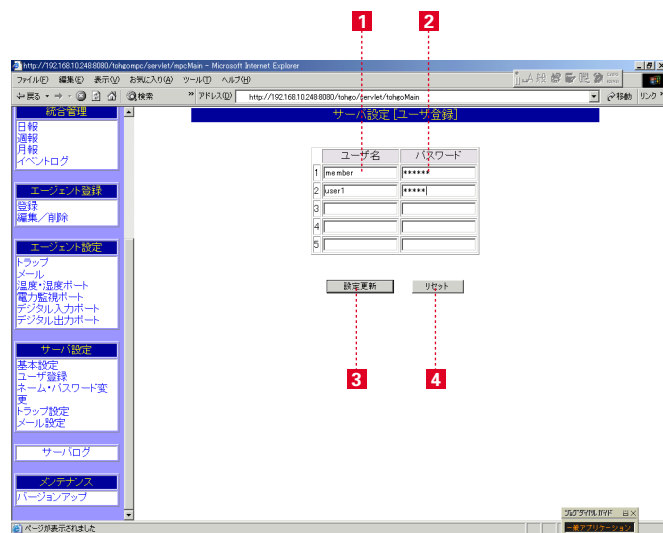 1 2
http://192.168.10.248:8080/tohgompc/servlet/mpcMain - Microsoft Internet Explorer
ファイル(F) 編集(E) 表示(V) お気に入り(A) ツール(T) ヘルプ(H)
戻る 検索 » アドレス(D) http://192.168.10.248:8080/tohgo/servlet/tohgoMain 移動 リンク »
統合管理
日報
週報
月報
イベントログ
エージェント登録
登録
編集／削除
エージェント設定
トラップ
メール
温度・湿度ポート
電力監視ポート
デジタル入力ポート
デジタル出力ポート
サーバ設定
基本設定
ユーザ登録
ネーム・パスワード変
更
トラップ設定
メール設定
サーバログ
メンテナンス
バージョンアップ
サーバ設定 [ユーザ登録]
ユーザ名 パスワード
1 member ******
2 user1 *****
3
4
5
設定更新 リセット
3 4
ページが表示されました
一般アプリケーション